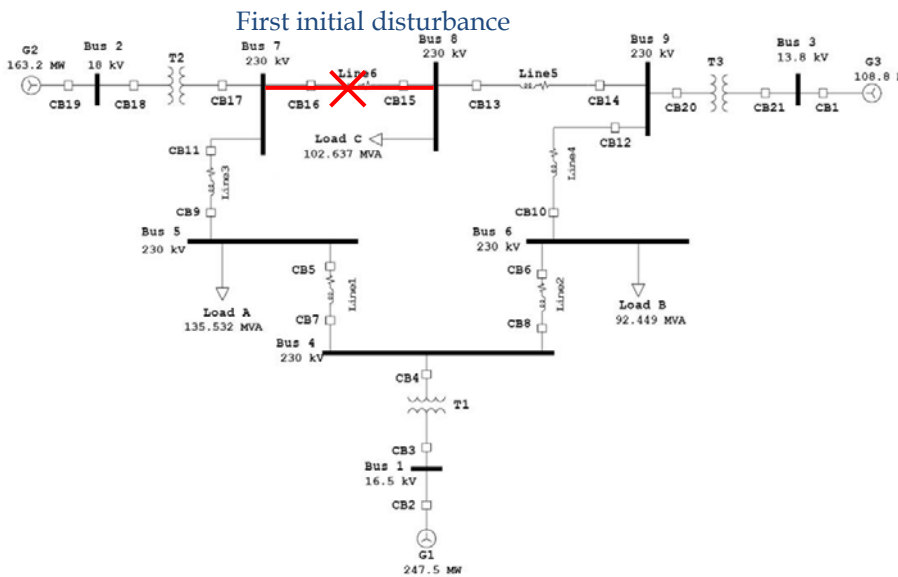 First initial disturbance
G2
163.2 MW
Bus 2
18 kV
T2
Bus 7
230 kV
Line6
Bus 8
230 kV
Line5
Bus 9
230 kV
T3
Bus 3
13.8 kV
G3
108.8
CB19
CB18
CB17
CB16
CB15
CB13
CB14
CB20
CB21
CB1
Load C
102.637 MVA
CB12
CB11
Line3
Line4
CB9
CB10
Bus 5
230 kV
Bus 6
230 kV
CB5
Line1
CB6
Line2
Load A
135.532 MVA
Load B
92.449 MVA
CB7
CB8
Bus 4
230 kV
CB4
T1
CB3
Bus 1
16.5 kV
CB2
G1
247.5 MW